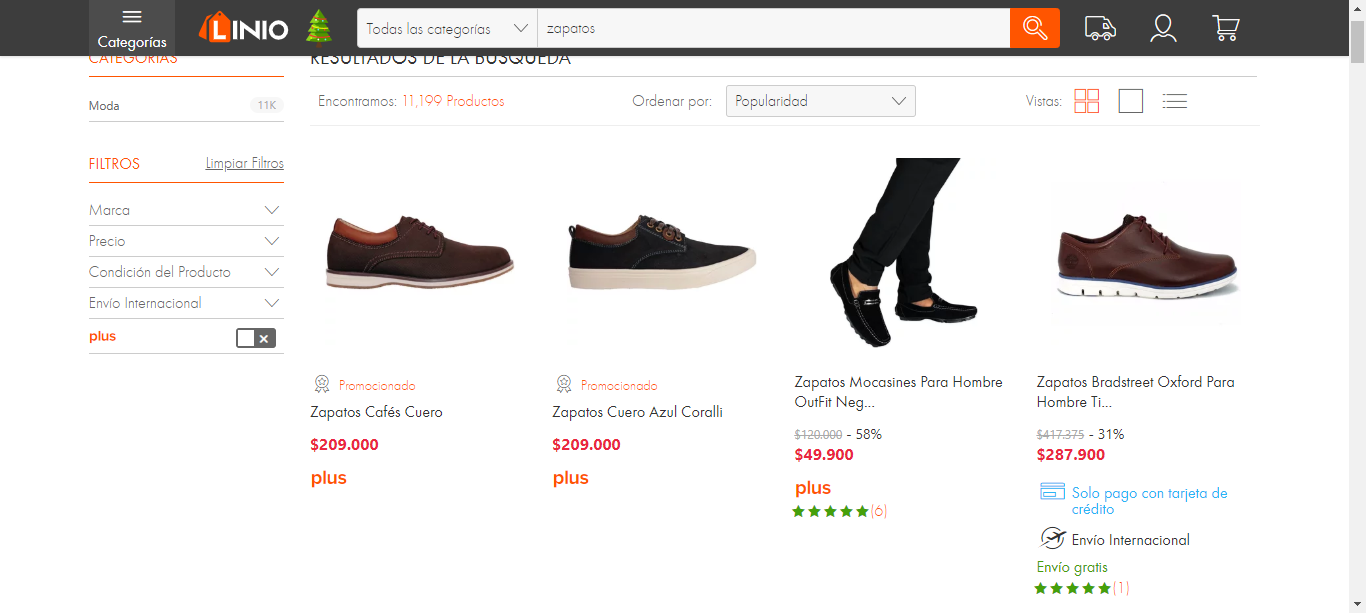 Categorías
LINIO
Todas las categorías
zapatos
CATEGORÍAS
Moda
11K
FILTROS
Limpiar Filtros
Marca
Precio
Condición del Producto
Envío Internacional
plus
RESULTADOS DE LA BÚSQUEDA
Encontramos: 11,199 Productos
Ordenar por:
Popularidad
Vistas:
Promocionado
Zapatos Cafés Cuero
$209.000
plus
Promocionado
Zapatos Cuero Azul Coralli
$209.000
plus
Zapatos Mocasines Para Hombre
OutFit Neg...
$120.000 - 58%
$49.900
plus
(6)
Zapatos Bradstreet Oxford Para
Hombre Ti...
$417.375 - 31%
$287.900
Solo pago con tarjeta de
crédito
Envío Internacional
Envío gratis
(1)